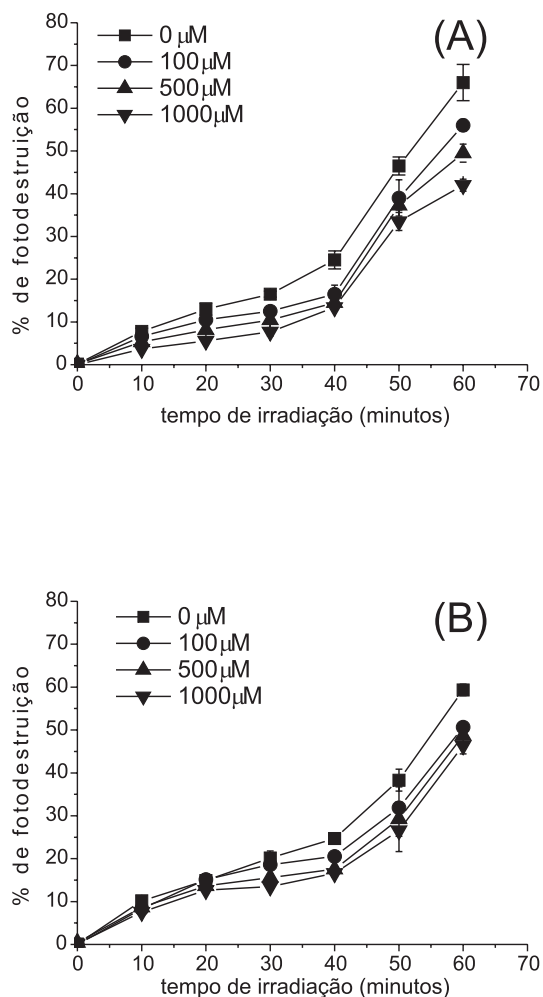 80
(A)
0 μM
70
100μM
60
500μM
1000μM
50
40
30
20
10
0
% de fotodestruição
0 10 20 30 40 50 60 70
tempo de irradiação (minutos)
80
(B)
0 μM
70
100μM
60
500μM
1000μM
50
40
30
20
10
0
% de fotodestruição
0 10 20 30 40 50 60 70
tempo de irradiação (minutos)